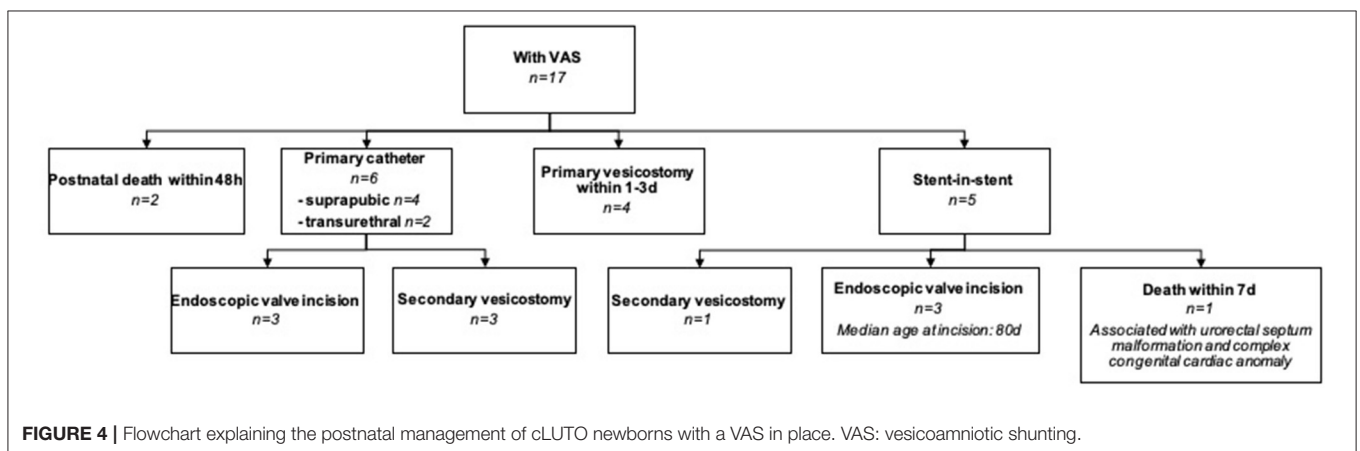 With VAS
n=17
Postnatal death within 48h
n=2
Primary catheter
n=6
- suprapubic n=4
- transurethral n=2
Primary vesicostomy
within 1-3d
n=4
Stent-in-stent
n=5
Endoscopic valve incision
n=3
Secondary vesicostomy
n=3
Secondary vesicostomy
n=1
Endoscopic valve incision
n=3
Median age at incision: 80d
Death within 7d
n=1
Associated with urorectal septum
malformation and complex
congenital cardiac anomaly
FIGURE 4 | Flowchart explaining the postnatal management of cLUTO newborns with a VAS in place. VAS: vesicoamniotic shunting.